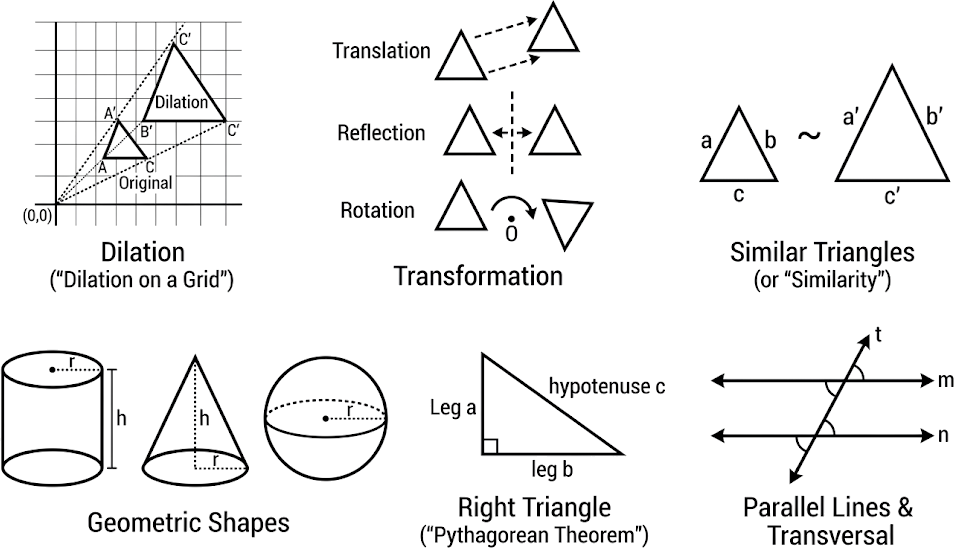 C'
Dilation
A'
B'
C'
A
C
Original
(0,0)
Dilation
("Dilation on a Grid")
Translation
Reflection
Rotation
O
Transformation
a
b
c
~
a'
b'
c'
Similar Triangles
(or "Similarity")
r
h
h
r
r
Geometric Shapes
Leg a
hypotenuse c
leg b
Right Triangle
("Pythagorean Theorem")
t
m
n
Parallel Lines &
Transversal